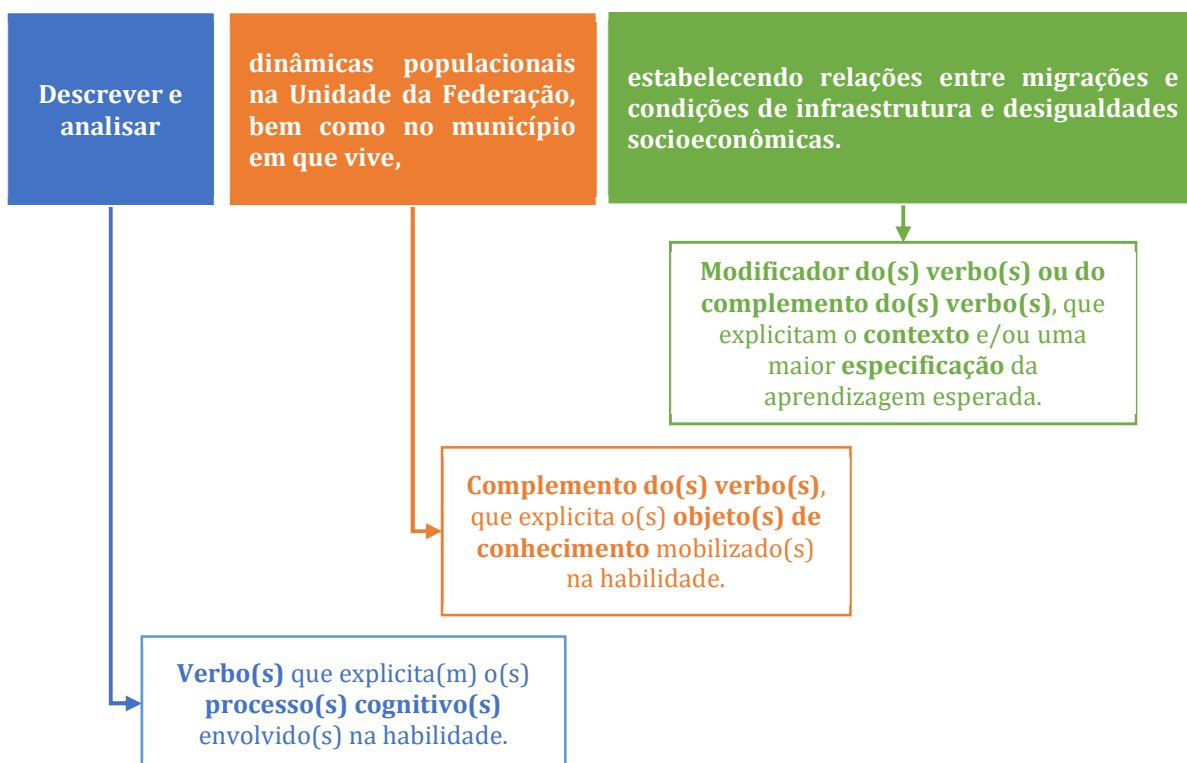 Descrever e
analisar
dinâmicas populacionais
na Unidade da Federação,
bem como no município
em que vive,
estabelecendo relações entre migrações e
condições de infraestrutura e desigualdades
socioeconômicas.
Modificador do(s) verbo(s) ou do
complemento do(s) verbo(s), que
explicitam o contexto e/ou uma
maior especificação da
aprendizagem esperada.
Complemento do(s) verbo(s),
que explicita o(s) objeto(s) de
conhecimento mobilizado(s)
na habilidade.
Verbo(s) que explicita(m) o(s)
processo(s) cognitivo(s)
envolvido(s) na habilidade.